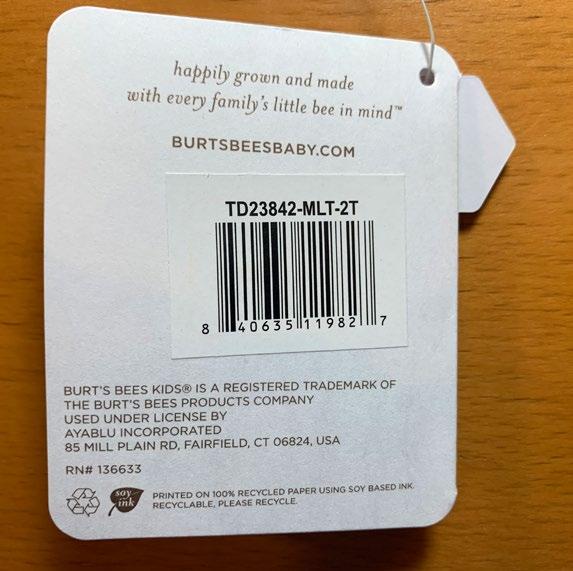 happily grown and made
with every family's little bee in mind™
BURTSBEESBABY.COM
TD23842-MLT-2T
8 40635 11982 7
BURT'S BEES KIDS® IS A REGISTERED TRADEMARK OF
THE BURT'S BEES PRODUCTS COMPANY
USED UNDER LICENSE BY
AYABLU INCORPORATED
85 MILL PLAIN RD, FAIRFIELD, CT 06824, USA
RN# 136633
soy
ink
PRINTED ON 100% RECYCLED PAPER USING SOY BASED INK.
RECYCLABLE, PLEASE RECYCLE.